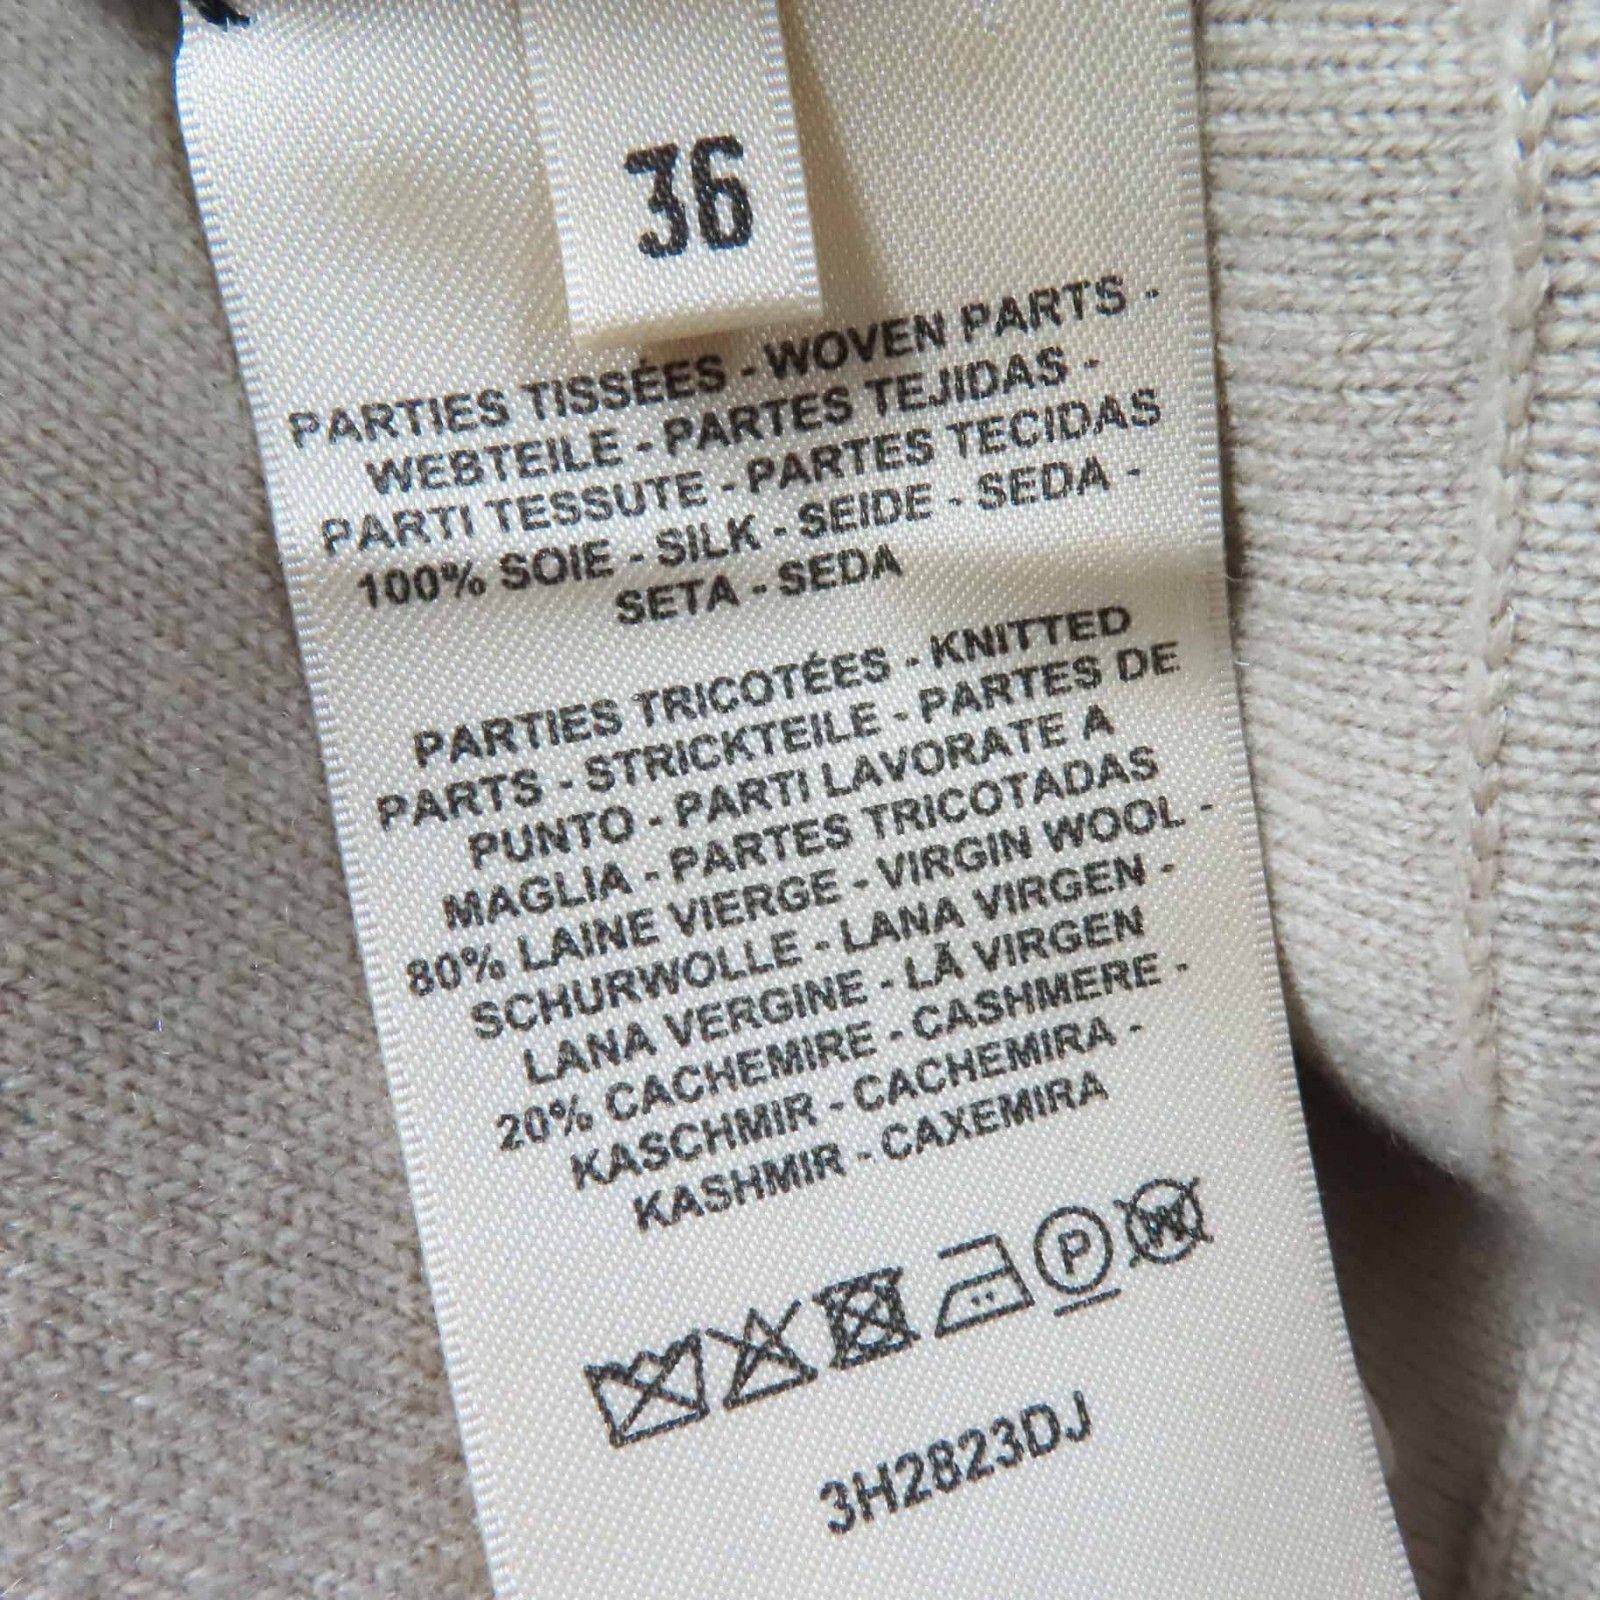 36
PARTIES TISSÉES - WOVEN PARTS -
WEBTEILE - PARTES TEJIDAS -
PARTI TESSUTE - PARTES TECIDAS
100% SOIE - SILK - SEIDE - SEDA -
SETA - SEDA
PARTIES TRICOTÉES - KNITTED
PARTS - STRICKTEILE - PARTES DE
PUNTO - PARTI LAVORATE A
MAGLIA - PARTES TRICOTADAS
80% LAINE VIERGE - VIRGIN WOOL -
SCHURWOLLE - LANA VIRGEN -
LANA VERGINE - LÃ VIRGEN
20% CACHEMIRE - CASHMERE -
KASCHMIR - CACHEMIRA -
KASHMIR - CAXEMIRA
P W
3H2823DJ